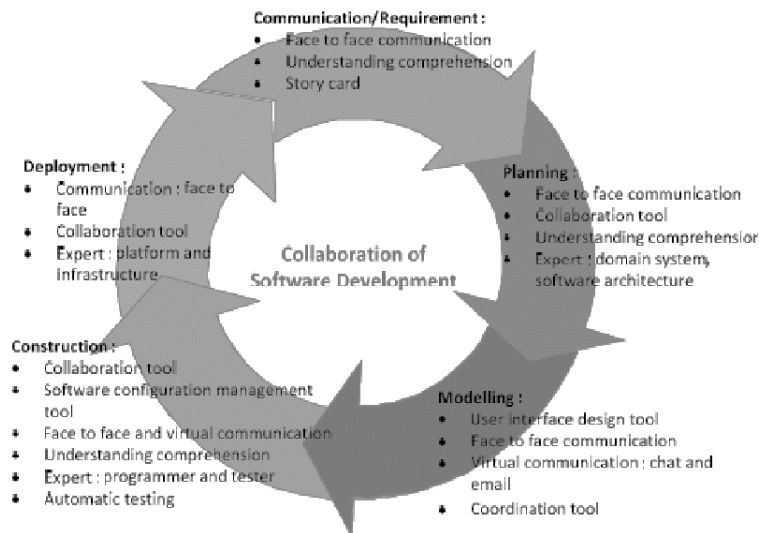 Communication/Requirement :
• Face to face communication
• Understanding comprehension
• Story card
Planning :
• Face to face communication
• Collaboration tool
• Understanding comprehension
• Expert : domain system,
software architecture
Modelling :
• User interface design tool
• Face to face communication
• Virtual communication : chat and
email
• Coordination tool
Construction :
• Collaboration tool
• Software configuration management
tool
• Face to face and virtual communication
• Understanding comprehension
• Expert : programmer and tester
• Automatic testing
Deployment :
• Communication : face to
face
• Collaboration tool
• Expert : platform and
infrastructure
Collaboration of
Software Development